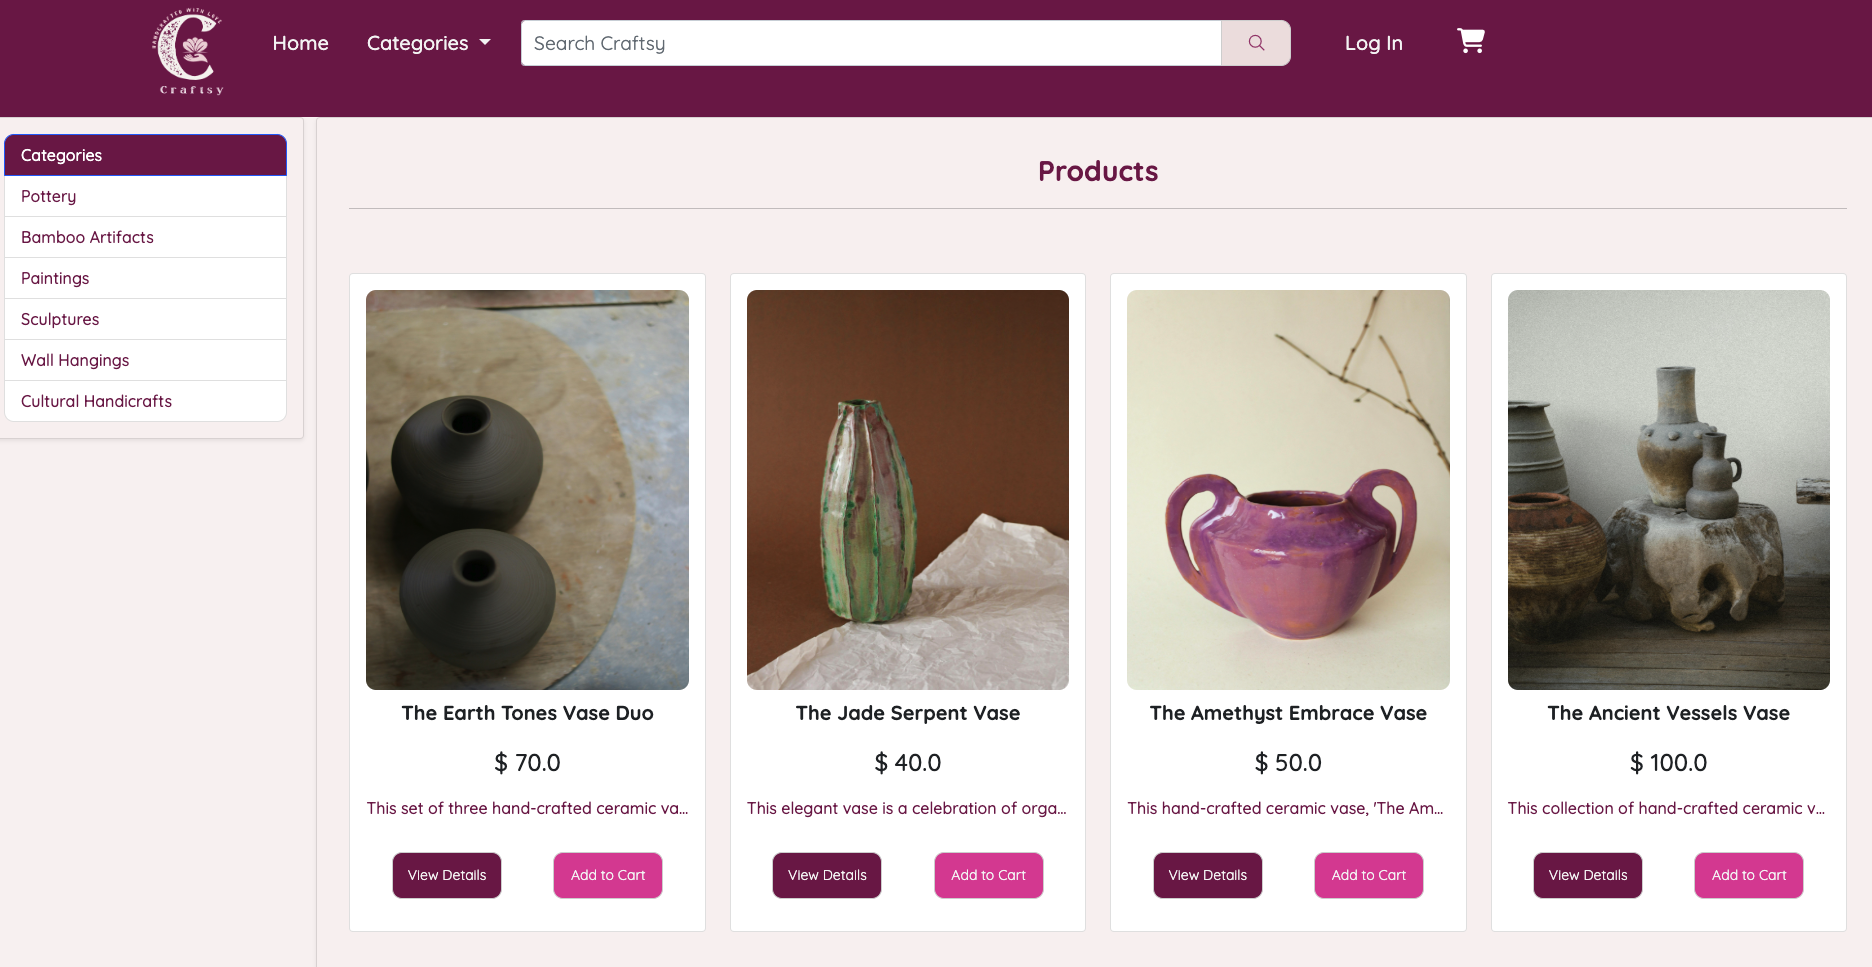 HANDCRAFTED WITH LOVE
Craftsy
Home
Categories
Search Craftsy
Log In
Categories
Pottery
Bamboo Artifacts
Paintings
Sculptures
Wall Hangings
Cultural Handicrafts
Products
The Earth Tones Vase Duo
$ 70.0
This set of three hand-crafted ceramic va...
View Details
Add to Cart
The Jade Serpent Vase
$ 40.0
This elegant vase is a celebration of orga...
View Details
Add to Cart
The Amethyst Embrace Vase
$ 50.0
This hand-crafted ceramic vase, 'The Am...
View Details
Add to Cart
The Ancient Vessels Vase
$ 100.0
This collection of hand-crafted ceramic v...
View Details
Add to Cart